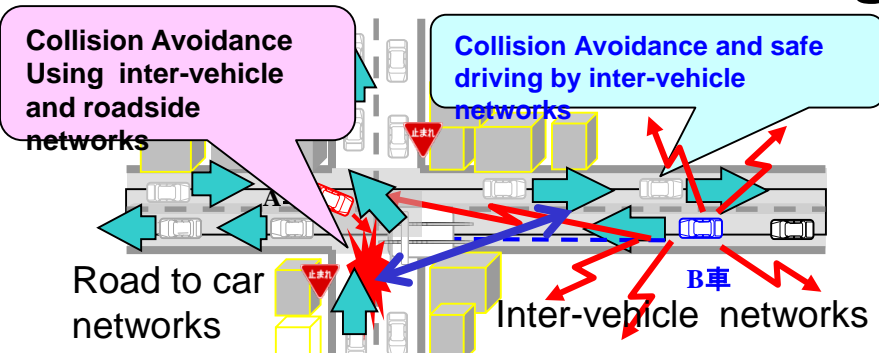 Collision Avoidance
Using inter-vehicle
and roadside
networks
Collision Avoidance and safe
driving by inter-vehicle
networks
止まれ
A
止まれ
Road to car
networks
B車
Inter-vehicle networks